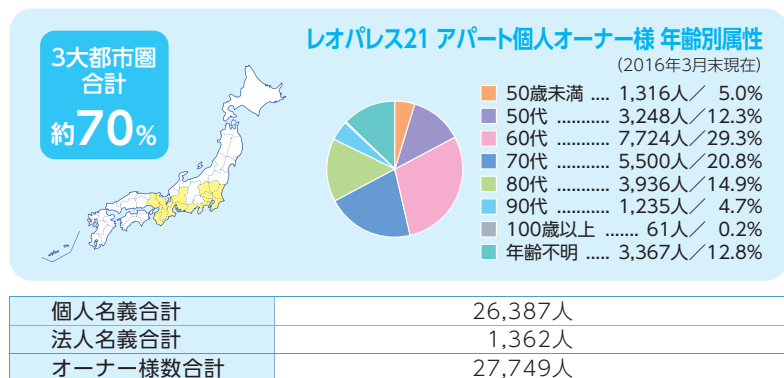 レオパレス21 アパート個人オーナー様 年齢別属性
(2016年3月末現在)
3大都市圏
合計
約70%
50歳未満 .... 1,316人／ 5.0%
50代 ........... 3,248人／12.3%
60代 ........... 7,724人／29.3%
70代 ........... 5,500人／20.8%
80代 ........... 3,936人／14.9%
90代 ........... 1,235人／ 4.7%
100歳以上 ....... 61人／ 0.2%
年齢不明 ..... 3,367人／12.8%
個人名義合計 26,387人
法人名義合計 1,362人
オーナー様数合計 27,749人